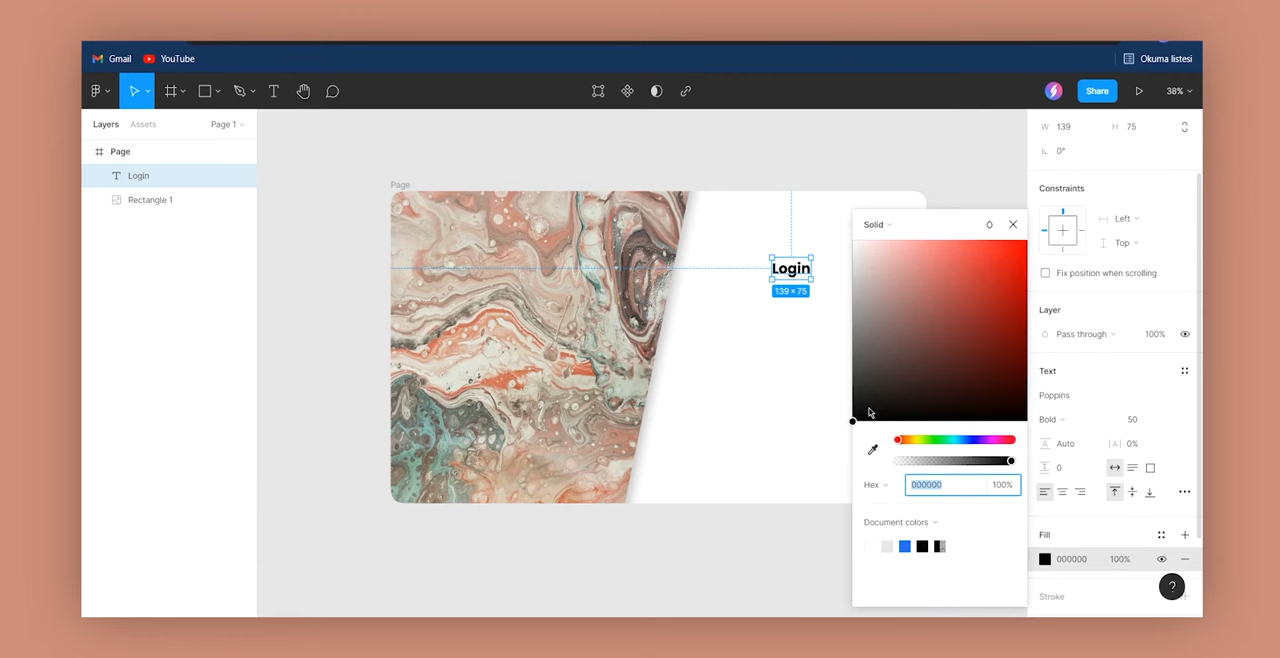 Gmail YouTube Okuma listesi
Share 38%
Layers Assets Page 1
Page
Login
Rectangle 1
Page
Login
139 × 75
Solid
Hex 000000 100%
Document colors
W 139 H 75
0°
Constraints
Left
Top
Fix position when scrolling
Layer
Pass through 100%
Text
Poppins
Bold 50
A Auto |A| 0%
0
Fill
000000 100%
Stroke
?